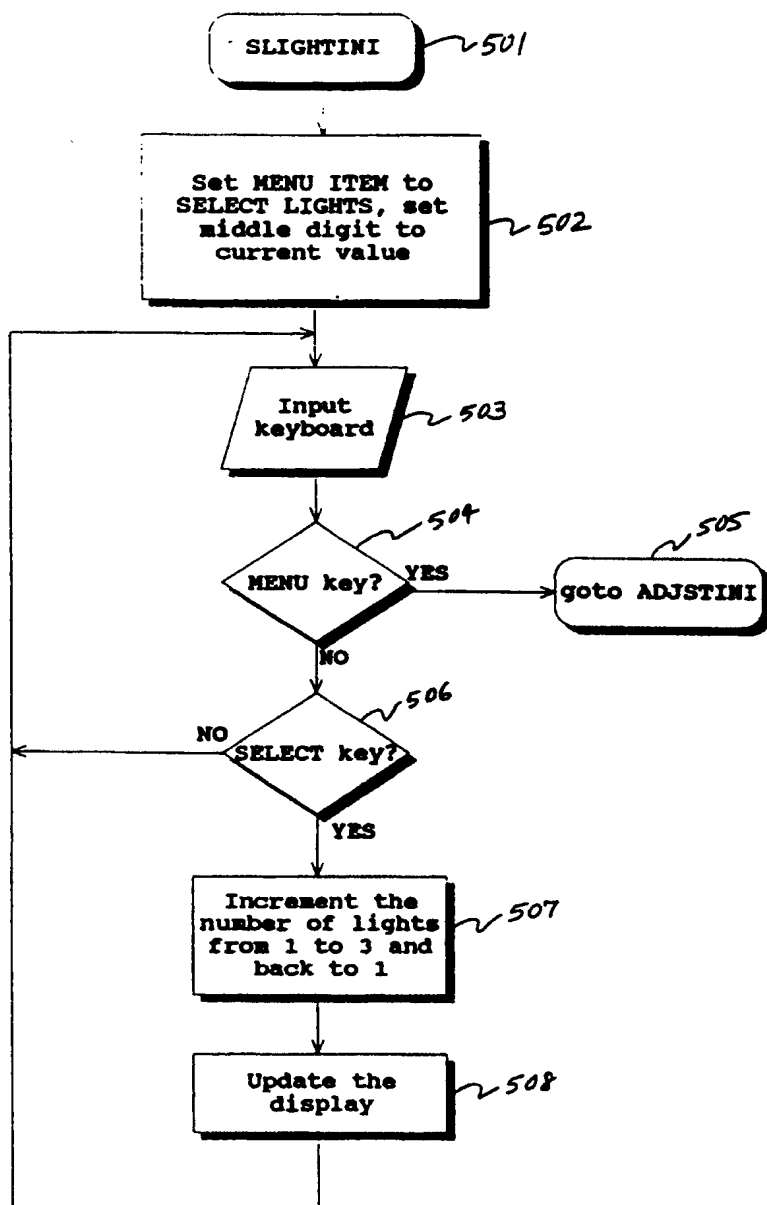 SLIGHTINI
501
Set MENU ITEM to
SELECT LIGHTS, set
middle digit to
current value
502
Input
keyboard
503
504
MENU key?
YES
505
goto ADJSTINI
NO
506
NO
SELECT key?
YES
Increment the
number of lights
from 1 to 3 and
back to 1
507
Update the
display
508